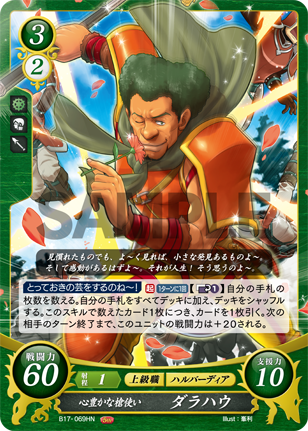 3
2
SAMPLE
見慣れたものでも、よ～く見れば、小さな発見あるものよ～。
そして感動があるはずよ～。それが人生！そう思うのよ～。
とっておきの芸をするのね～！ 起 1ターンに1回 1 自分の手札の
枚数を数える。自分の手札をすべてデッキに加え、デッキをシャッフル
する。このスキルで数えたカード1枚につき、カードを1枚引く。次の
相手のターン終了まで、このユニットの戦闘力は＋20される。
戦闘力
60
射程
1
上級職
ハルバーディア
支援力
10
心豊かな槍使い
ダラハウ
B17-069HN
Illust：章利